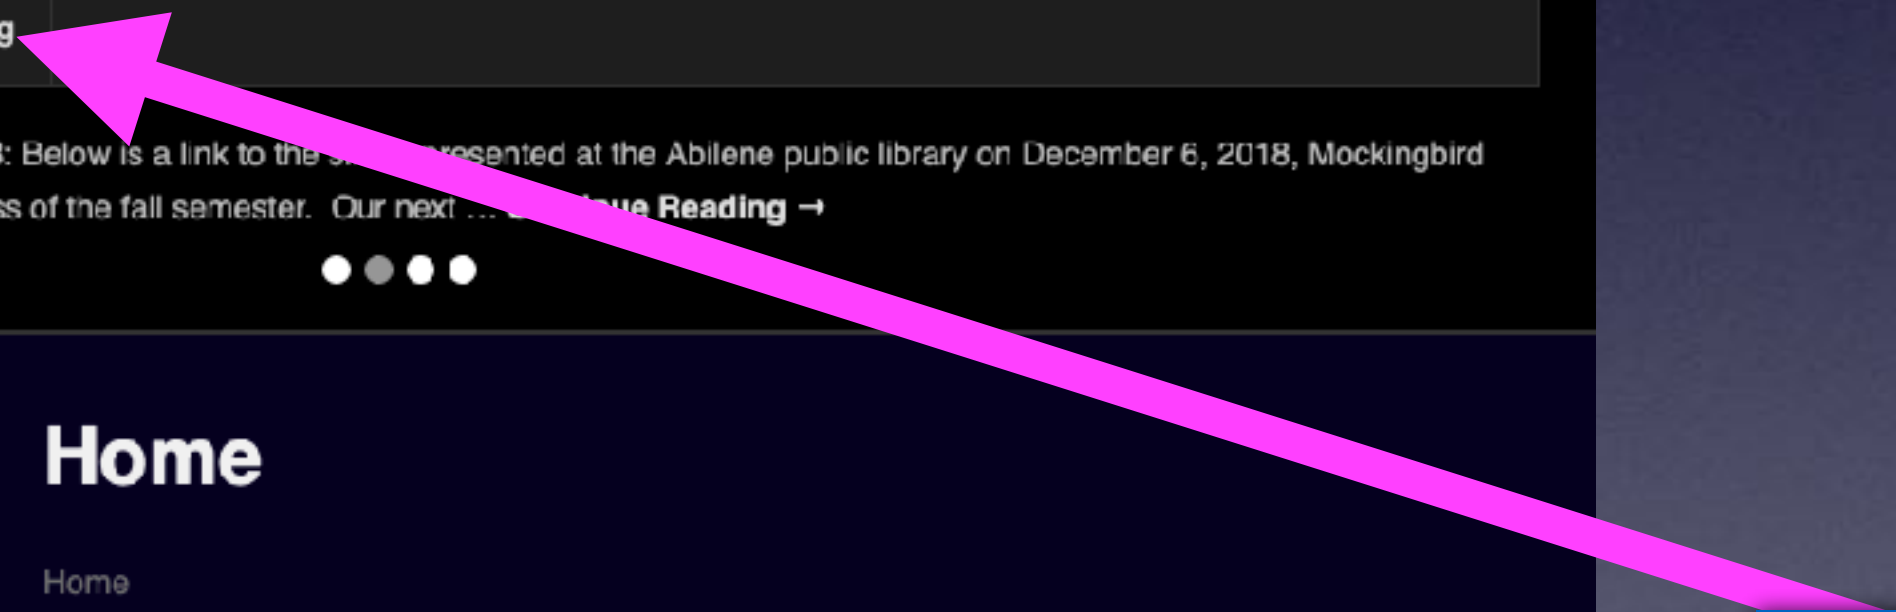 g
: Below is a link to the presented at the Abilene public library on December 6, 2018, Mockingbird
ss of the fall semester. Our next ... Reading →
Home
Home